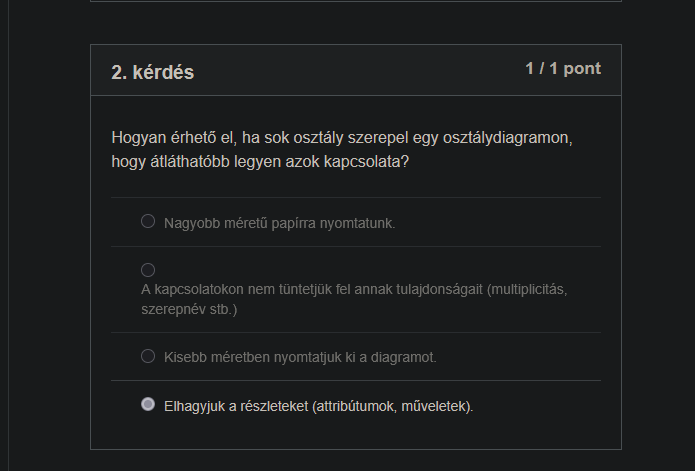 2. kérdés
1 / 1 pont
Hogyan érhető el, ha sok osztály szerepel egy osztálydiagramon,
hogy átláthatóbb legyen azok kapcsolata?
Nagyobb méretű papírra nyomtatunk.
A kapcsolatokon nem tüntetjük fel annak tulajdonságait (multiplicitás,
szerepnév stb.)
Kisebb méretben nyomtatjuk ki a diagramot.
Elhagyjuk a részleteket (attribútumok, műveletek).